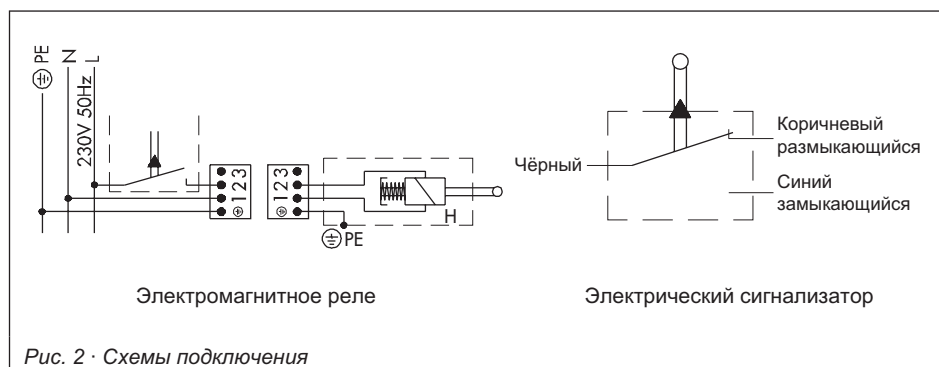 PE
N
L
230V 50Hz
1 2 3
1 2 3
H
PE
Чёрный
Коричневый
размыкающийся
Синий
замыкающийся
Электромагнитное реле
Электрический сигнализатор
Рис. 2 · Схемы подключения